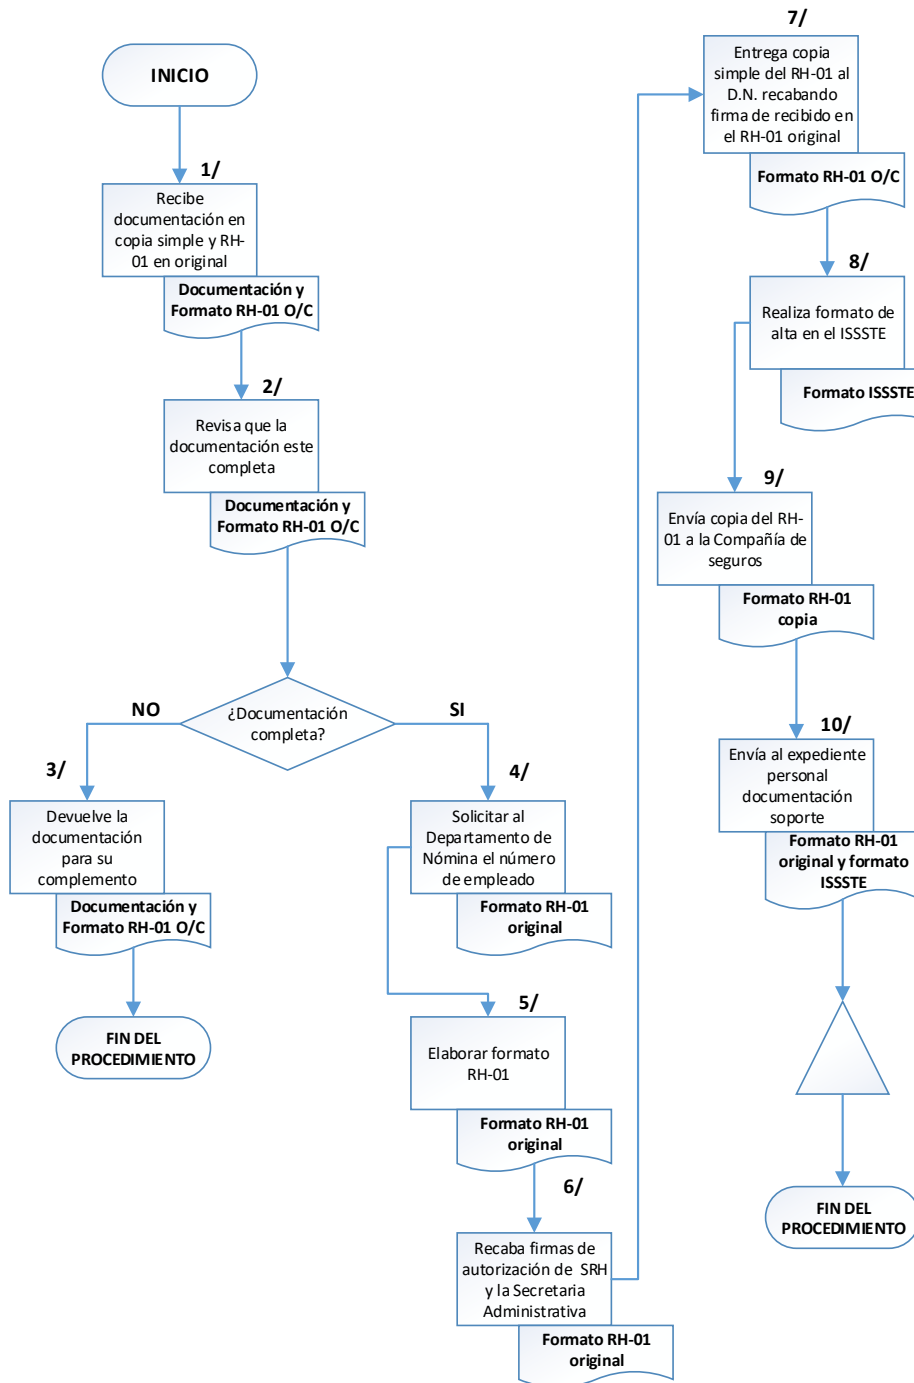 INICIO
1/
Recibe
documentación en
copia simple y RH-
01 en original
Documentación y
Formato RH-01 O/C
2/
Revisa que la
documentación este
completa
Documentación y
Formato RH-01 O/C
¿Documentación
completa?
NO
SI
3/
Devuelve la
documentación
para su
complemento
Documentación y
Formato RH-01 O/C
FIN DEL
PROCEDIMIENTO
4/
Solicitar al
Departamento de
Nómina el número
de empleado
Formato RH-01
original
5/
Elaborar formato
RH-01
Formato RH-01
original
6/
Recaba firmas de
autorización de SRH
y la Secretaria
Administrativa
Formato RH-01
original
7/
Entrega copia
simple del RH-01 al
D.N. recabando
firma de recibido en
el RH-01 original
Formato RH-01 O/C
8/
Realiza formato de
alta en el ISSSTE
Formato ISSSTE
9/
Envía copia del RH-
01 a la Compañía de
seguros
Formato RH-01
copia
10/
Envía al expediente
personal
documentación
soporte
Formato RH-01
original y formato
ISSSTE
FIN DEL
PROCEDIMIENTO